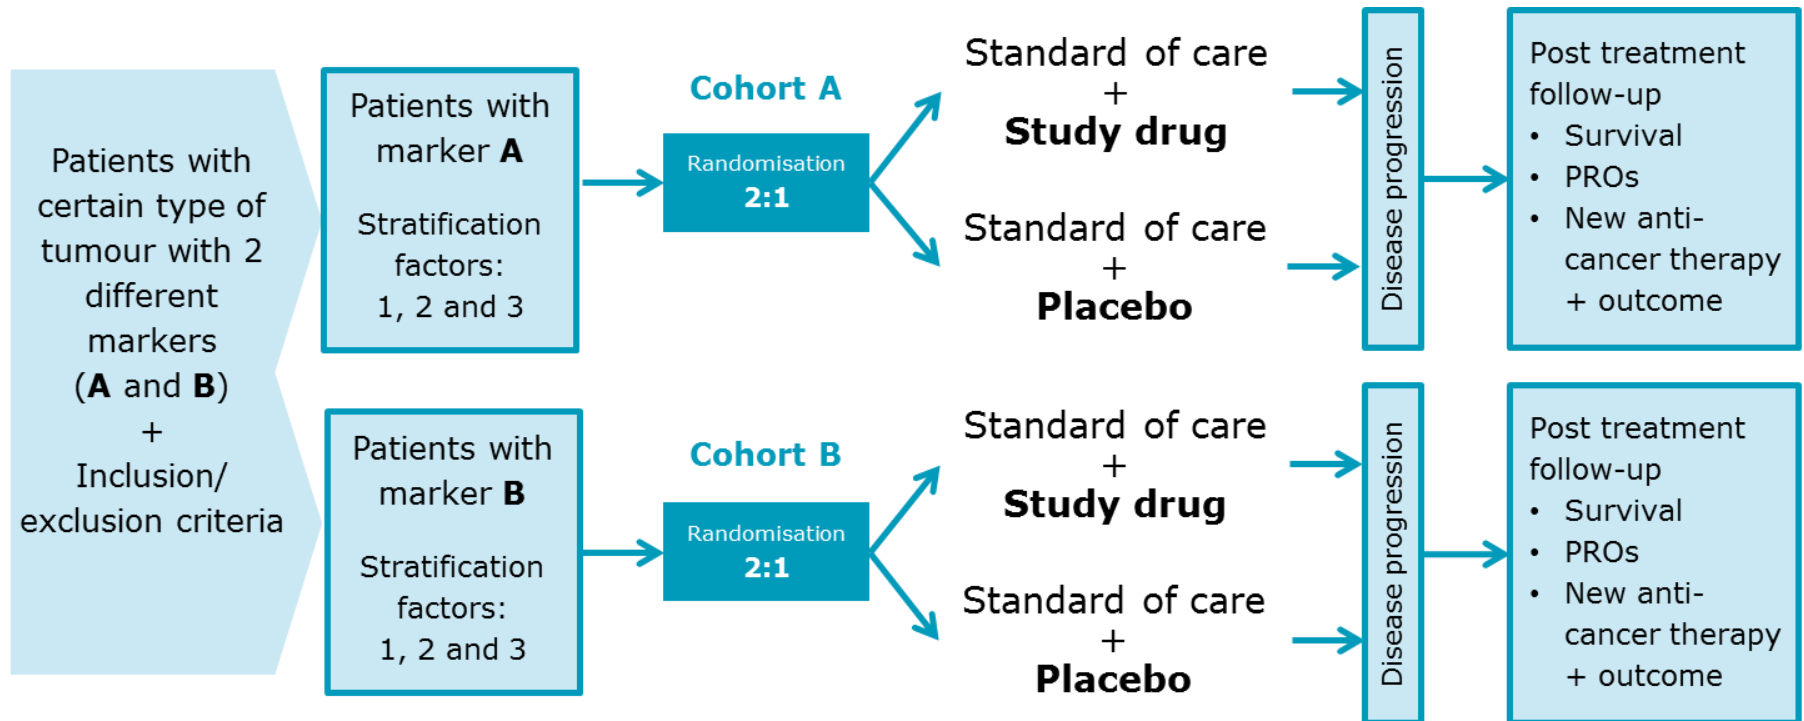 Patients with
certain type of
tumour with 2
different
markers
(A and B)
+
Inclusion/
exclusion criteria
Patients with
marker A
Stratification
factors:
1, 2 and 3
Cohort A
Randomisation
2:1
Standard of care
+
Study drug
Standard of care
+
Placebo
Disease progression
Post treatment
follow-up
• Survival
• PROs
• New anti-
cancer therapy
+ outcome
Patients with
marker B
Stratification
factors:
1, 2 and 3
Cohort B
Randomisation
2:1
Standard of care
+
Study drug
Standard of care
+
Placebo
Disease progression
Post treatment
follow-up
• Survival
• PROs
• New anti-
cancer therapy
+ outcome